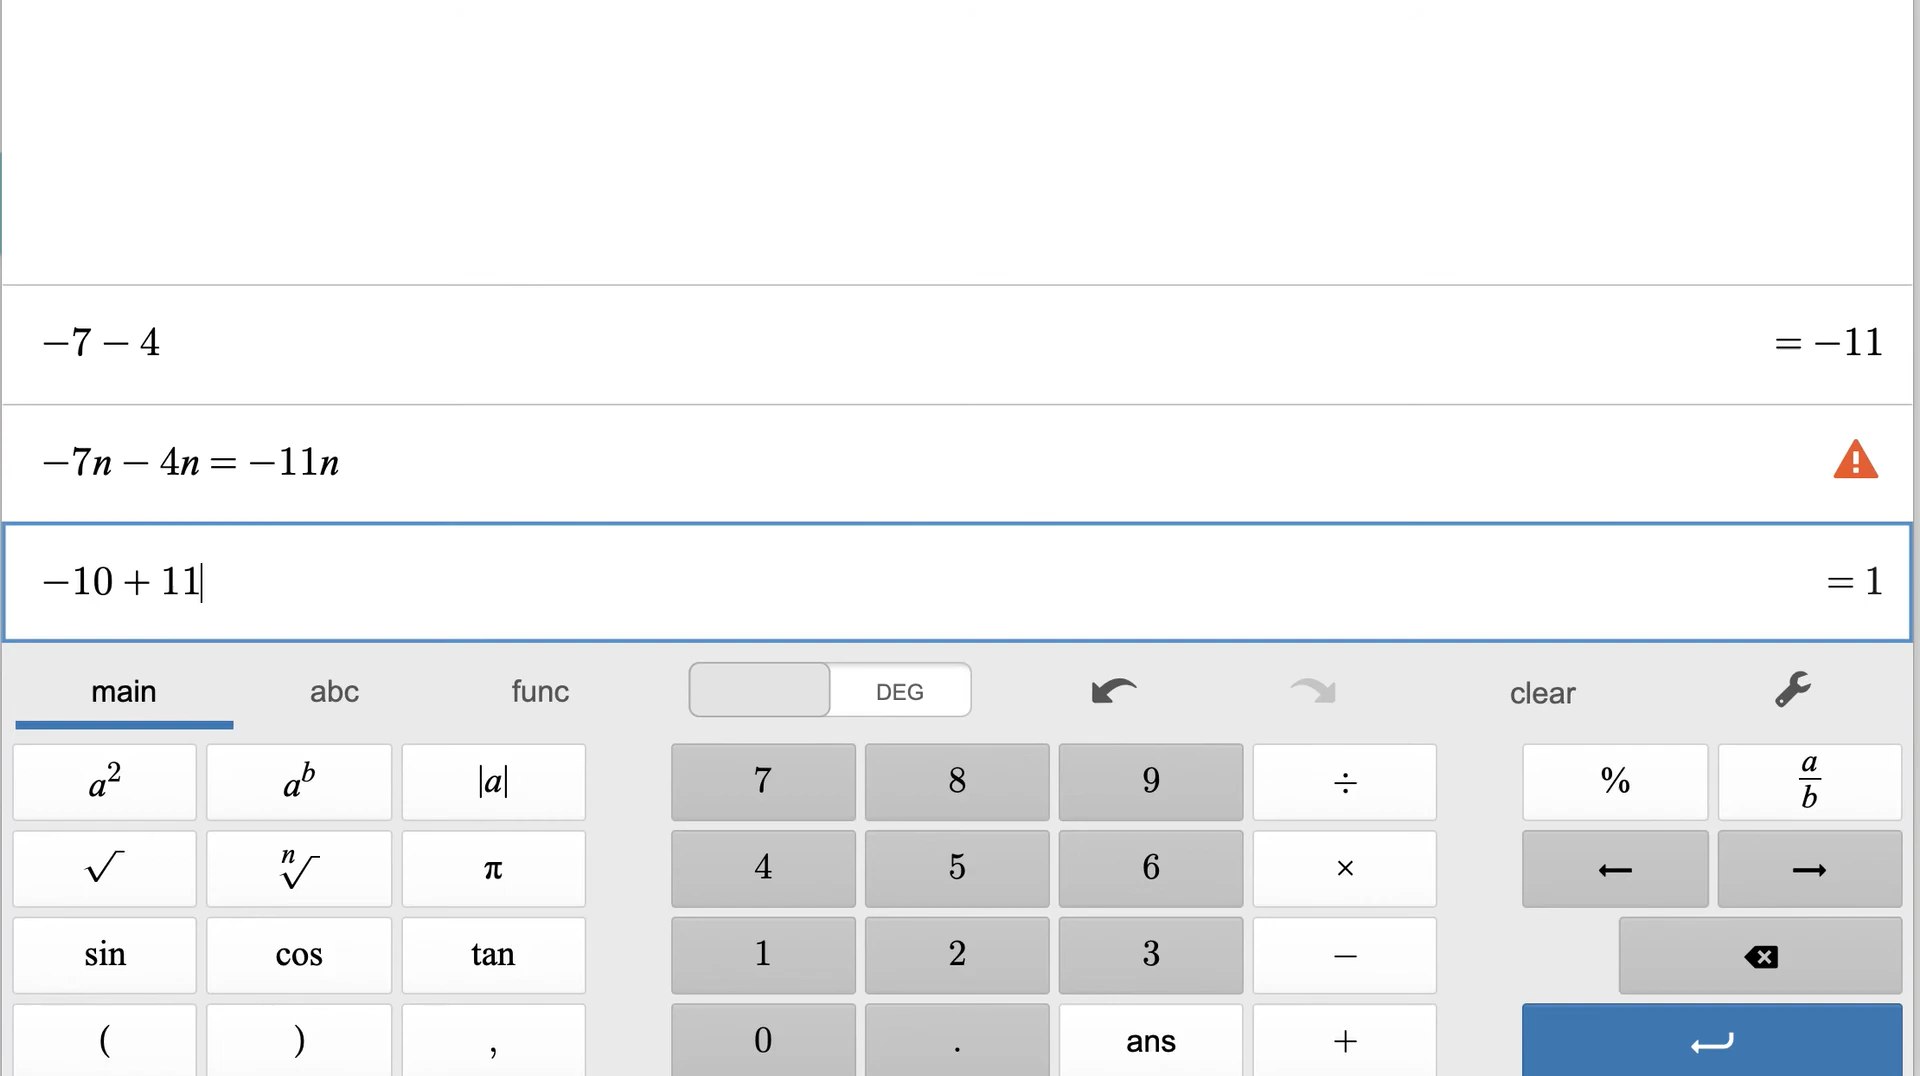 −7 − 4 = −11
−7n − 4n = −11n
−10 + 11 = 1
main abc func DEG clear
a² aᵇ |a| 7 8 9 ÷ % a/b
√ ⁿ√ π 4 5 6 × ← →
sin cos tan 1 2 3 −
( ) , 0 . ans +